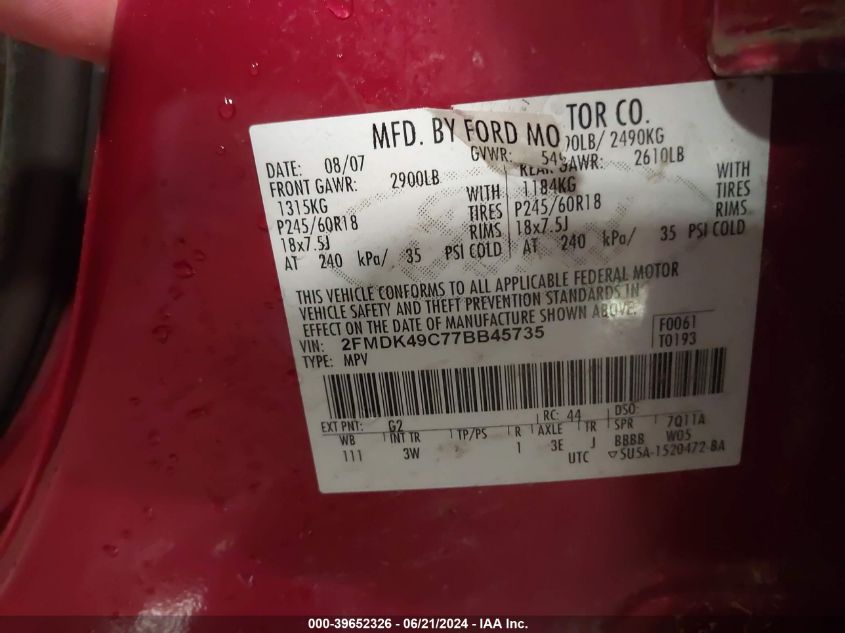 MFD. BY FORD MO TOR CO.
DATE: 08/07 GVWR: 549 00LB/ 2490KG
FRONT GAWR: 2900LB REAR GAWR: 2610LB
1315KG WITH 1184KG WITH
P245/60R18 TIRES P245/60R18 TIRES
18x7.5J RIMS 18x7.5J RIMS
AT 240 kPa/ 35 PSI COLD AT 240 kPa/ 35 PSI COLD
THIS VEHICLE CONFORMS TO ALL APPLICABLE FEDERAL MOTOR
VEHICLE SAFETY AND THEFT PREVENTION STANDARDS IN
EFFECT ON THE DATE OF MANUFACTURE SHOWN ABOVE.
VIN: 2FMDK49C77BB45735 F0061
TYPE: MPV T0193
EXT PNT: G2 RC: 44 DSO:
WB INT TR TP/PS R AXLE TR SPR 7Q11A
111 3W 1 3E J BBBB W05
UTC ▽5U5A-1520472-BA
000-39652326 - 06/21/2024 - IAA Inc.